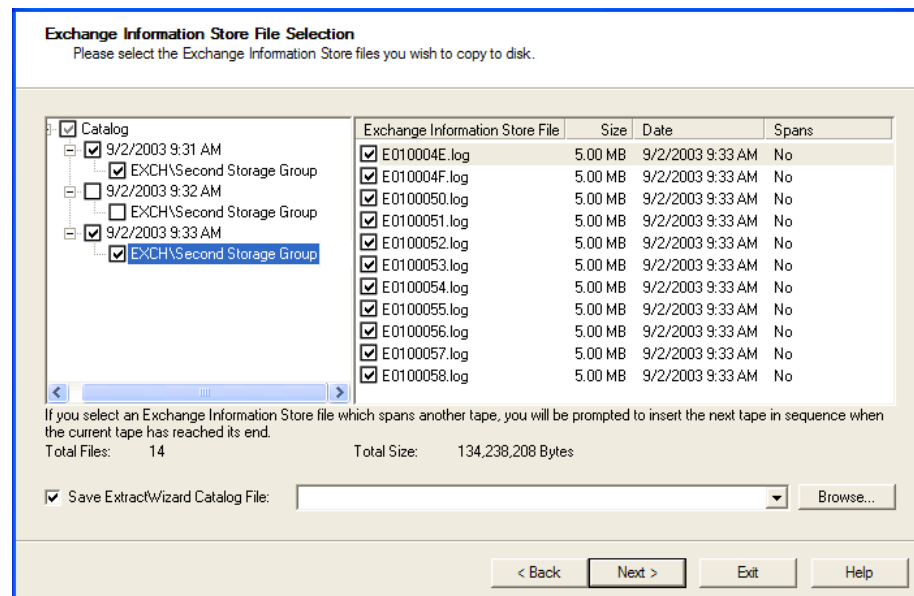 Exchange Information Store File Selection
Please select the Exchange Information Store files you wish to copy to disk.
Catalog
9/2/2003 9:31 AM
EXCH\Second Storage Group
9/2/2003 9:32 AM
EXCH\Second Storage Group
9/2/2003 9:33 AM
EXCH\Second Storage Group
Exchange Information Store File Size Date Spans
E010004E.log 5.00 MB 9/2/2003 9:33 AM No
E010004F.log 5.00 MB 9/2/2003 9:33 AM No
E0100050.log 5.00 MB 9/2/2003 9:33 AM No
E0100051.log 5.00 MB 9/2/2003 9:33 AM No
E0100052.log 5.00 MB 9/2/2003 9:33 AM No
E0100053.log 5.00 MB 9/2/2003 9:33 AM No
E0100054.log 5.00 MB 9/2/2003 9:33 AM No
E0100055.log 5.00 MB 9/2/2003 9:33 AM No
E0100056.log 5.00 MB 9/2/2003 9:33 AM No
E0100057.log 5.00 MB 9/2/2003 9:33 AM No
E0100058.log 5.00 MB 9/2/2003 9:33 AM No
If you select an Exchange Information Store file which spans another tape, you will be prompted to insert the next tape in sequence when
the current tape has reached its end.
Total Files: 14 Total Size: 134,238,208 Bytes
Save ExtractWizard Catalog File: Browse...
< Back Next > Exit Help